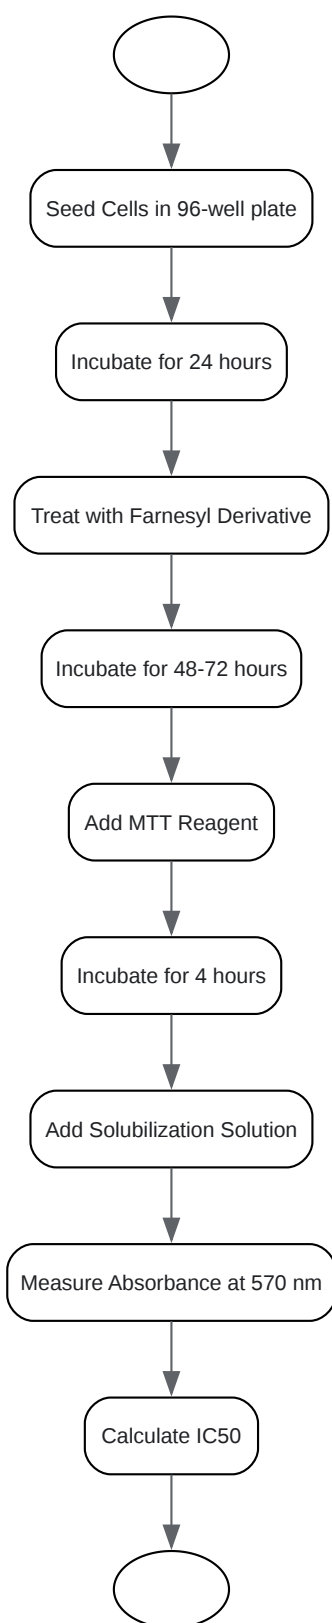 Seed Cells in 96-well plate
Incubate for 24 hours
Treat with Farnesyl Derivative
Incubate for 48-72 hours
Add MTT Reagent
Incubate for 4 hours
Add Solubilization Solution
Measure Absorbance at 570 nm
Calculate IC50